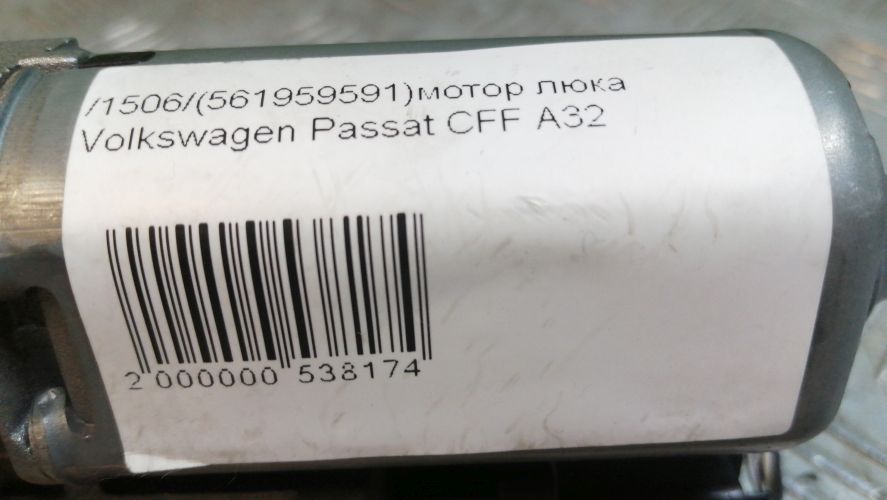 /1506/(561959591)мотор люка
Volkswagen Passat CFF A32
2 000000 538174